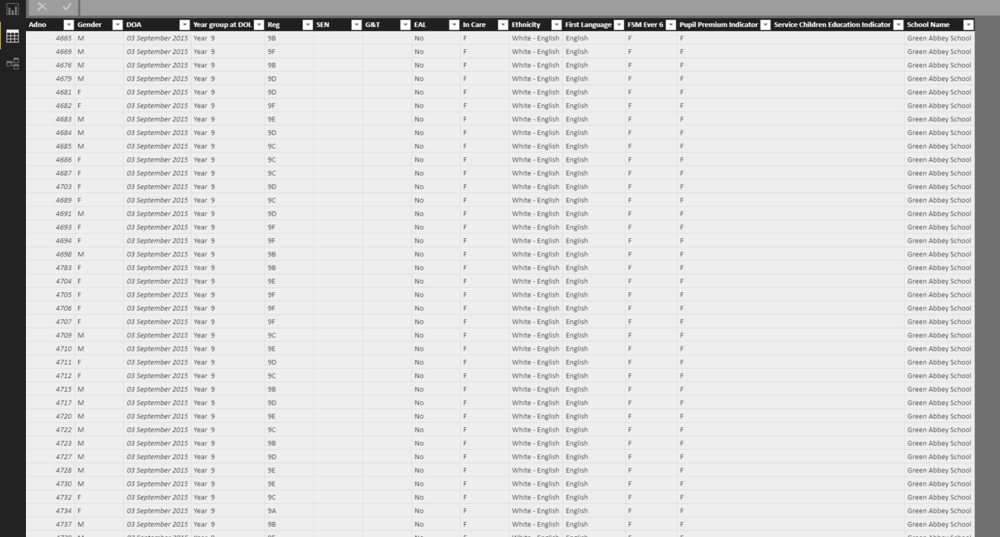 Adno Gender DOA Year group at DOL Reg SEN G&T EAL In Care Ethnicity First Language FSM Ever 6 Pupil Premium Indicator Service Children Education Indicator School Name
4665 M 03 September 2015 Year 9 9B No F White - English English F F Green Abbey School
4669 M 03 September 2015 Year 9 9F No F White - English English F F Green Abbey School
4676 M 03 September 2015 Year 9 9B No F White - English English F F Green Abbey School
4679 M 03 September 2015 Year 9 9D No F White - English English F F Green Abbey School
4681 F 03 September 2015 Year 9 9D No F White - English English F F Green Abbey School
4682 F 03 September 2015 Year 9 9F No F White - English English F F Green Abbey School
4683 M 03 September 2015 Year 9 9E No F White - English English F F Green Abbey School
4684 M 03 September 2015 Year 9 9D No F White - English English F F Green Abbey School
4685 M 03 September 2015 Year 9 9C No F White - English English F F Green Abbey School
4686 F 03 September 2015 Year 9 9C No F White - English English F F Green Abbey School
4687 F 03 September 2015 Year 9 9C No F White - English English F F Green Abbey School
4703 F 03 September 2015 Year 9 9D No F White - English English F F Green Abbey School
4689 F 03 September 2015 Year 9 9C No F White - English English F F Green Abbey School
4691 M 03 September 2015 Year 9 9D No F White - English English F F Green Abbey School
4693 F 03 September 2015 Year 9 9F No F White - English English F F Green Abbey School
4694 F 03 September 2015 Year 9 9F No F White - English English F F Green Abbey School
4698 M 03 September 2015 Year 9 9B No F White - English English F F Green Abbey School
4783 F 03 September 2015 Year 9 9B No F White - English English F F Green Abbey School
4704 F 03 September 2015 Year 9 9E No F White - English English F F Green Abbey School
4705 F 03 September 2015 Year 9 9F No F White - English English F F Green Abbey School
4706 F 03 September 2015 Year 9 9F No F White - English English F F Green Abbey School
4707 F 03 September 2015 Year 9 9F No F White - English English F F Green Abbey School
4709 M 03 September 2015 Year 9 9C No F White - English English F F Green Abbey School
4710 M 03 September 2015 Year 9 9E No F White - English English F F Green Abbey School
4711 F 03 September 2015 Year 9 9D No F White - English English F F Green Abbey School
4712 F 03 September 2015 Year 9 9C No F White - English English F F Green Abbey School
4715 M 03 September 2015 Year 9 9B No F White - English English F F Green Abbey School
4717 M 03 September 2015 Year 9 9D No F White - English English F F Green Abbey School
4720 M 03 September 2015 Year 9 9E No F White - English English F F Green Abbey School
4722 M 03 September 2015 Year 9 9C No F White - English English F F Green Abbey School
4723 M 03 September 2015 Year 9 9B No F White - English English F F Green Abbey School
4727 M 03 September 2015 Year 9 9D No F White - English English F F Green Abbey School
4728 M 03 September 2015 Year 9 9E No F White - English English F F Green Abbey School
4730 M 03 September 2015 Year 9 9E No F White - English English F F Green Abbey School
4732 F 03 September 2015 Year 9 9C No F White - English English F F Green Abbey School
4734 F 03 September 2015 Year 9 9A No F White - English English F F Green Abbey School
4737 M 03 September 2015 Year 9 9B No F White - English English F F Green Abbey School